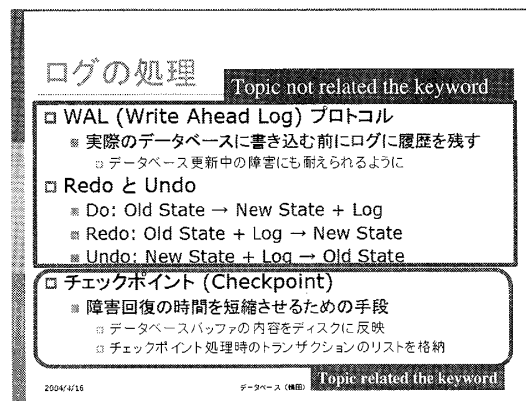 ログの処理
Topic not related the keyword
WAL (Write Ahead Log) プロトコル
実際のデータベースに書き込む前にログに履歴を残す
データベース更新中の障害にも耐えられるように
Redo と Undo
Do: Old State → New State + Log
Redo: Old State + Log → New State
Undo: New State + Log → Old State
チェックポイント (Checkpoint)
障害回復の時間を短縮させるための手段
データベースバッファの内容をディスクに反映
チェックポイント処理時のトランザクションのリストを格納
Topic related the keyword
2004/4/16
データベース (横田)